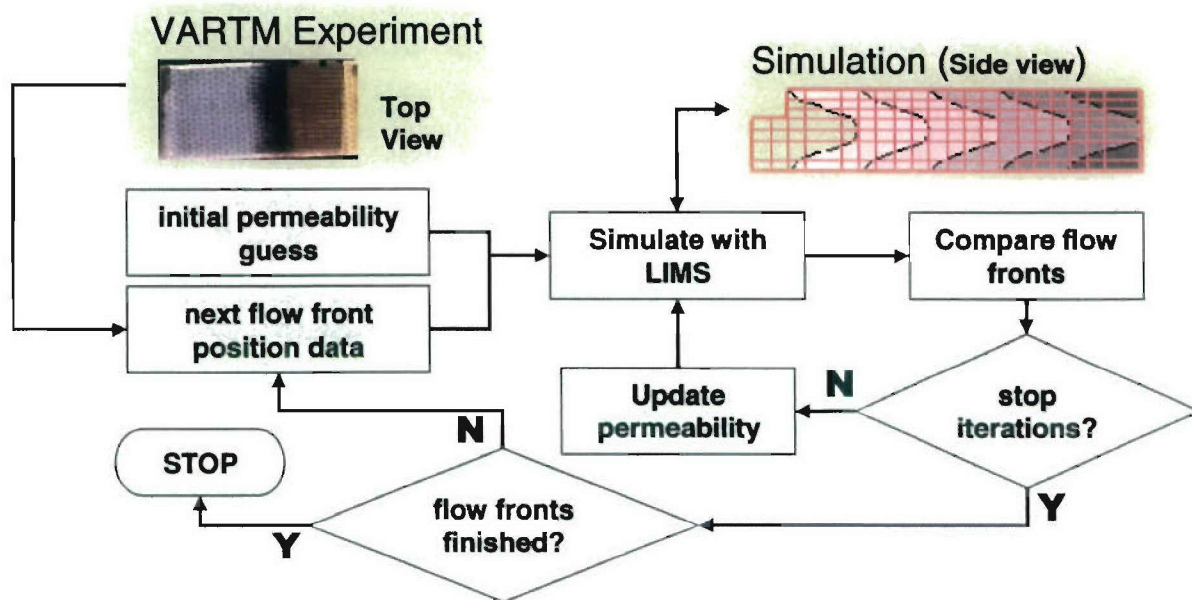 VARTM Experiment
Top
View
Simulation (Side view)
initial permeability
guess
Simulate with
LIMS
Compare flow
fronts
next flow front
position data
Update
permeability
N
stop
iterations?
N
STOP
Y
flow fronts
finished?
Y